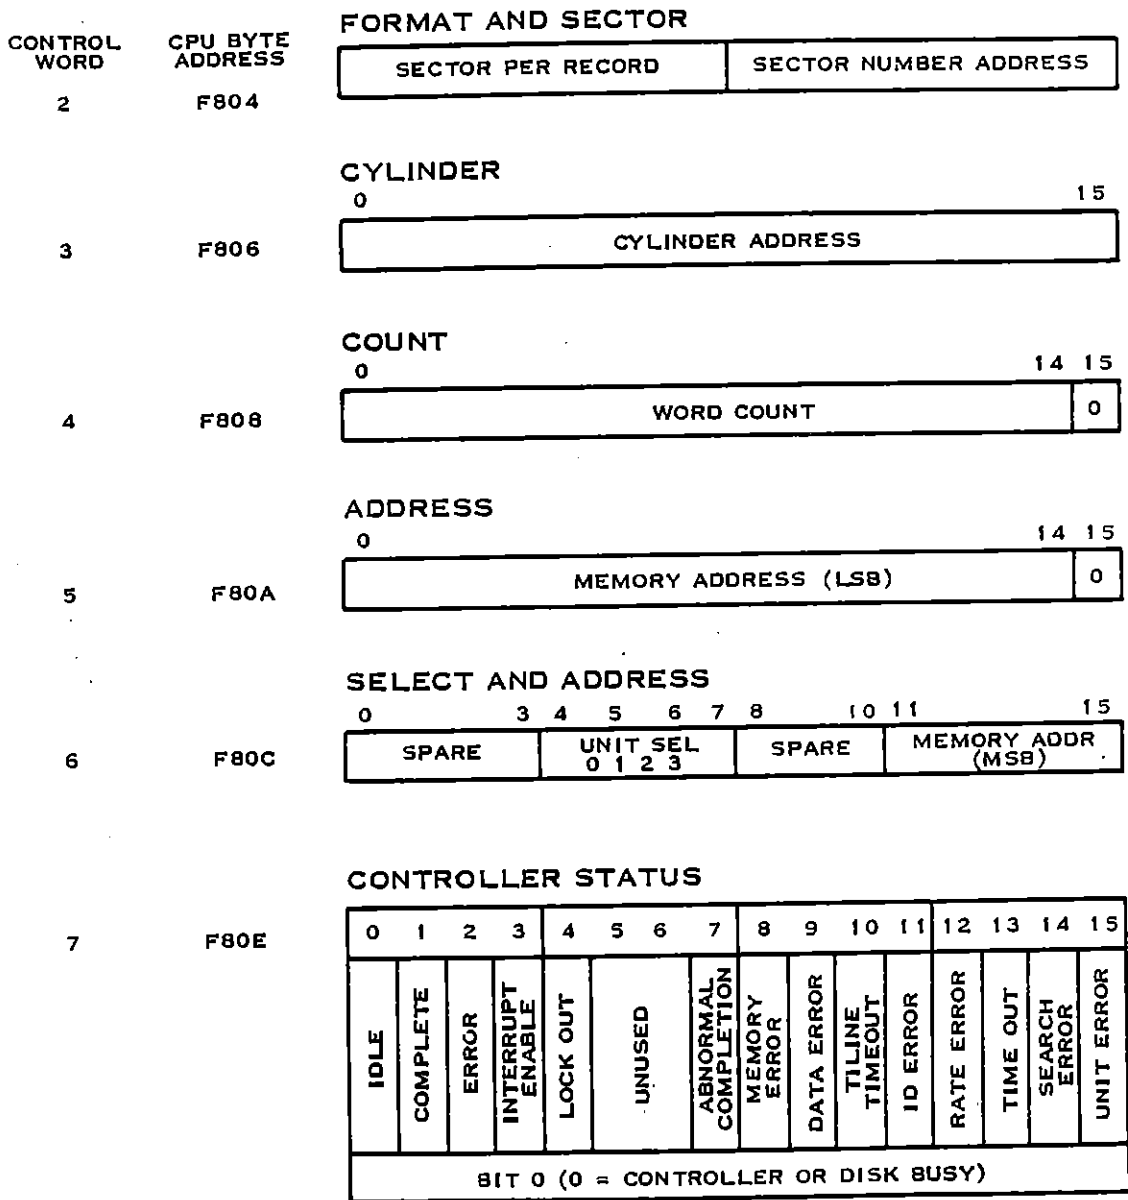 CONTROL WORD
CPU BYTE ADDRESS
FORMAT AND SECTOR
SECTOR PER RECORD SECTOR NUMBER ADDRESS
2 F804
CYLINDER
0 15
3 F806 CYLINDER ADDRESS
COUNT
0 14 15
4 F808 WORD COUNT 0
ADDRESS
0 14 15
5 F80A MEMORY ADDRESS (LSB) 0
SELECT AND ADDRESS
0 3 4 5 6 7 8 10 11 15
6 F80C SPARE UNIT SEL 0 1 2 3 SPARE MEMORY ADDR (MSB)
CONTROLLER STATUS
7 F80E 0 1 2 3 4 5 6 7 8 9 10 11 12 13 14 15
IDLE
COMPLETE
ERROR
INTERRUPT ENABLE
LOCK OUT
UNUSED
ABNORMAL COMPLETION
MEMORY ERROR
DATA ERROR
TILINE TIMEOUT
ID ERROR
RATE ERROR
TIME OUT
SEARCH ERROR
UNIT ERROR
BIT 0 (0 = CONTROLLER OR DISK BUSY)